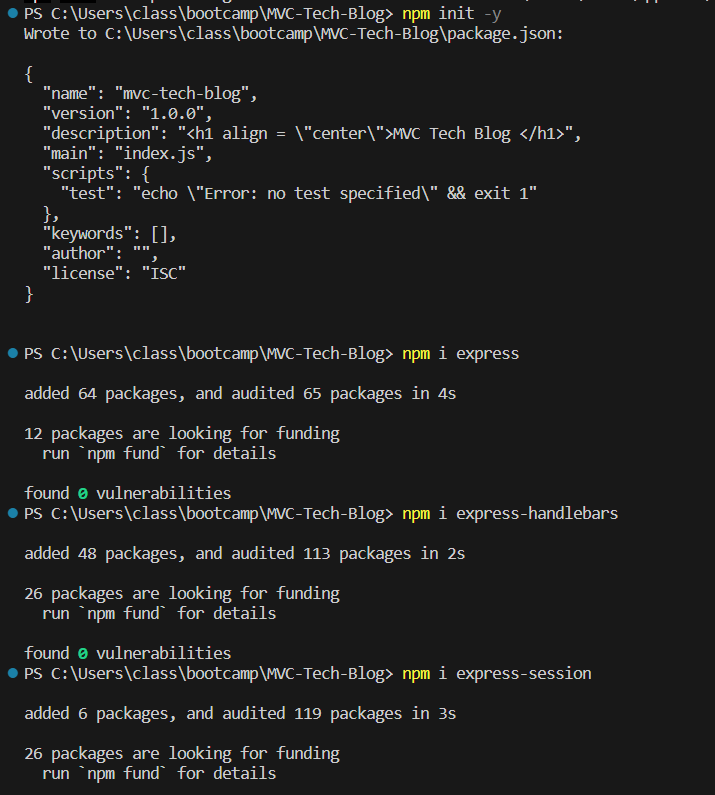 PS C:\Users\class\bootcamp\MVC-Tech-Blog> npm init -y
Wrote to C:\Users\class\bootcamp\MVC-Tech-Blog\package.json:
{
  "name": "mvc-tech-blog",
  "version": "1.0.0",
  "description": "<h1 align = \"center\">MVC Tech Blog </h1>",
  "main": "index.js",
  "scripts": {
    "test": "echo \"Error: no test specified\" && exit 1"
  },
  "keywords": [],
  "author": "",
  "license": "ISC"
}
PS C:\Users\class\bootcamp\MVC-Tech-Blog> npm i express
added 64 packages, and audited 65 packages in 4s
12 packages are looking for funding
  run `npm fund` for details
found 0 vulnerabilities
PS C:\Users\class\bootcamp\MVC-Tech-Blog> npm i express-handlebars
added 48 packages, and audited 113 packages in 2s
26 packages are looking for funding
  run `npm fund` for details
found 0 vulnerabilities
PS C:\Users\class\bootcamp\MVC-Tech-Blog> npm i express-session
added 6 packages, and audited 119 packages in 3s
26 packages are looking for funding
  run `npm fund` for details